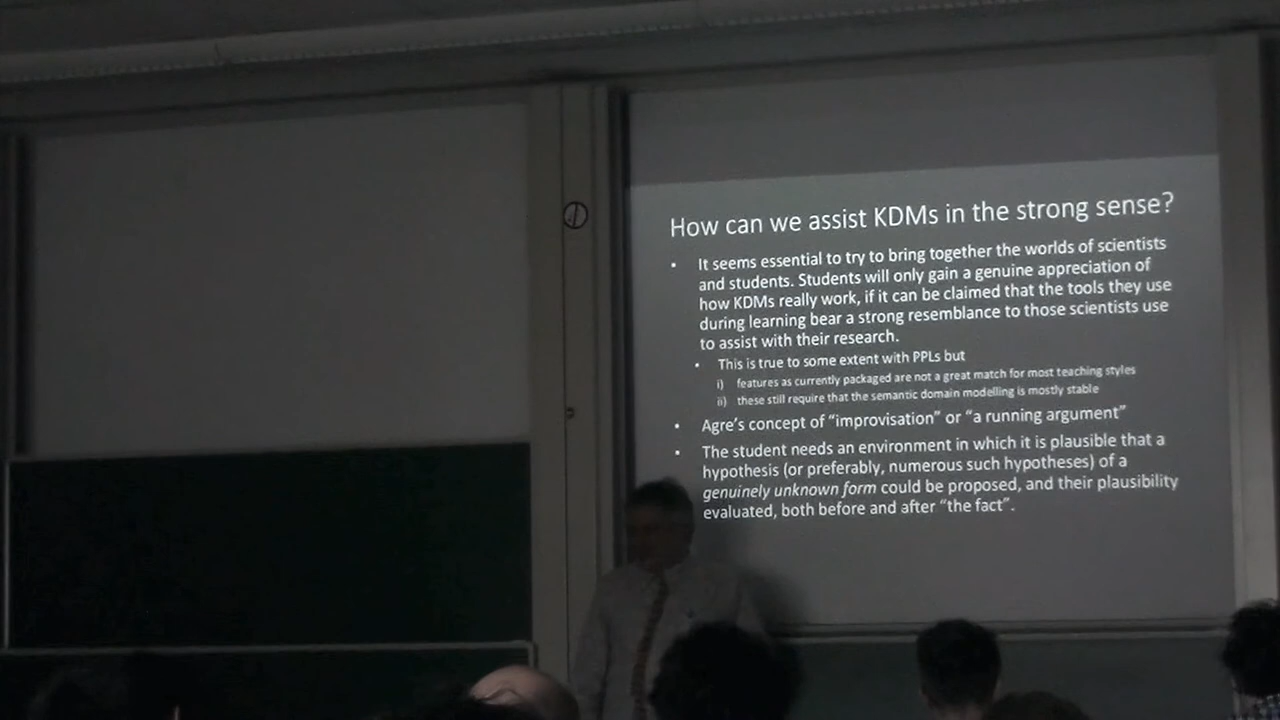 How can we assist KDMs in the strong sense?
▪ It seems essential to try to bring together the worlds of scientists
and students. Students will only gain a genuine appreciation of
how KDMs really work, if it can be claimed that the tools they use
during learning bear a strong resemblance to those scientists use
to assist with their research.
▪ This is true to some extent with PPLs but
i) features as currently packaged are not a great match for most teaching styles
ii) these still require that the semantic domain modelling is mostly stable
▪ Agre's concept of "improvisation" or "a running argument"
▪ The student needs an environment in which it is plausible that a
hypothesis (or preferably, numerous such hypotheses) of a
genuinely unknown form could be proposed, and their plausibility
evaluated, both before and after "the fact".